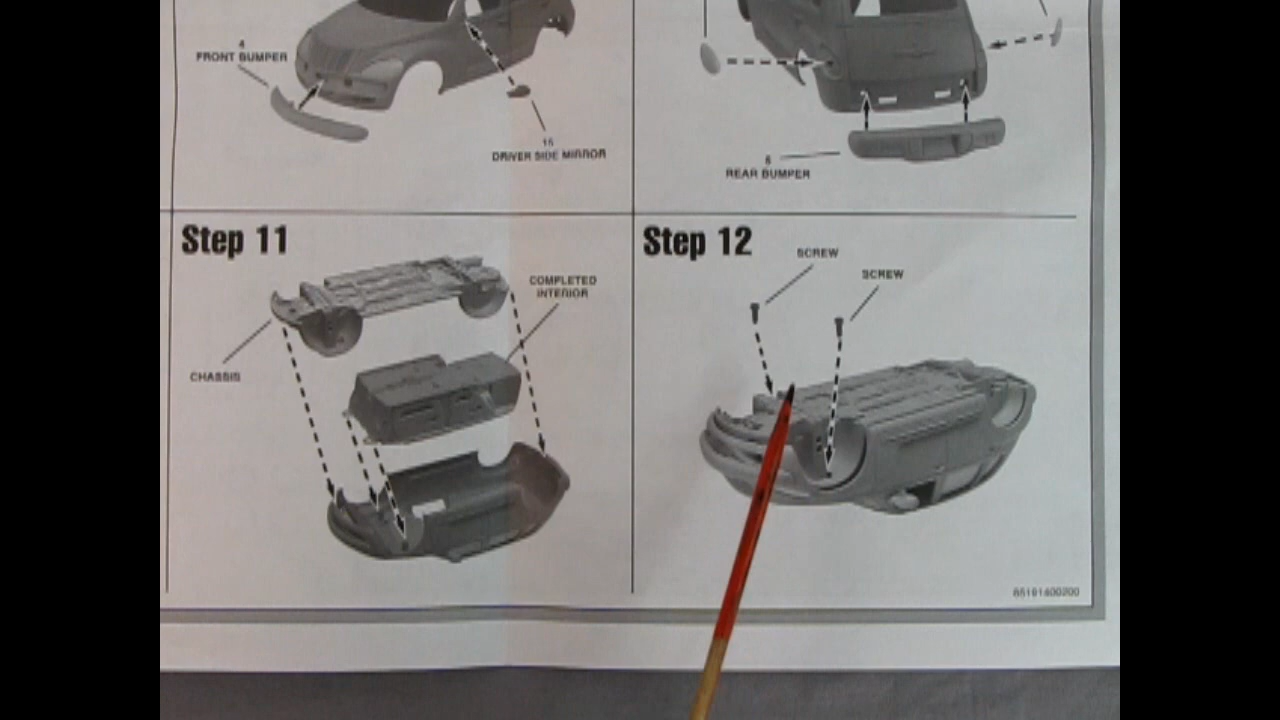 4
FRONT BUMPER
15
DRIVER SIDE MIRROR
5
REAR BUMPER
Step 11
COMPLETED
INTERIOR
CHASSIS
Step 12
SCREW
SCREW
85191400200